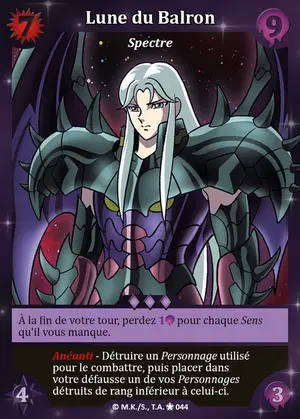 7
Lune du Balron
9
Spectre
À la fin de votre tour, perdez 1 pour chaque Sens
qu'il vous manque.
Anéanti - Détruire un Personnage utilisé
pour le combattre, puis placer dans
votre défausse un de vos Personnages
détruits de rang inférieur à celui-ci.
4
3
© M.K./S., T.A. ★ 044